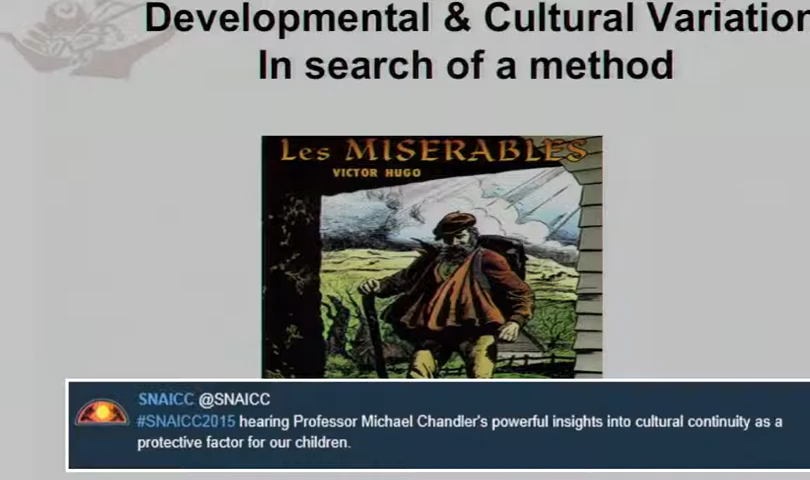 Developmental & Cultural Variation
In search of a method
Les MISERABLES
VICTOR HUGO
SNAICC @SNAICC
#SNAICC2015 hearing Professor Michael Chandler's powerful insights into cultural continuity as a
protective factor for our children.